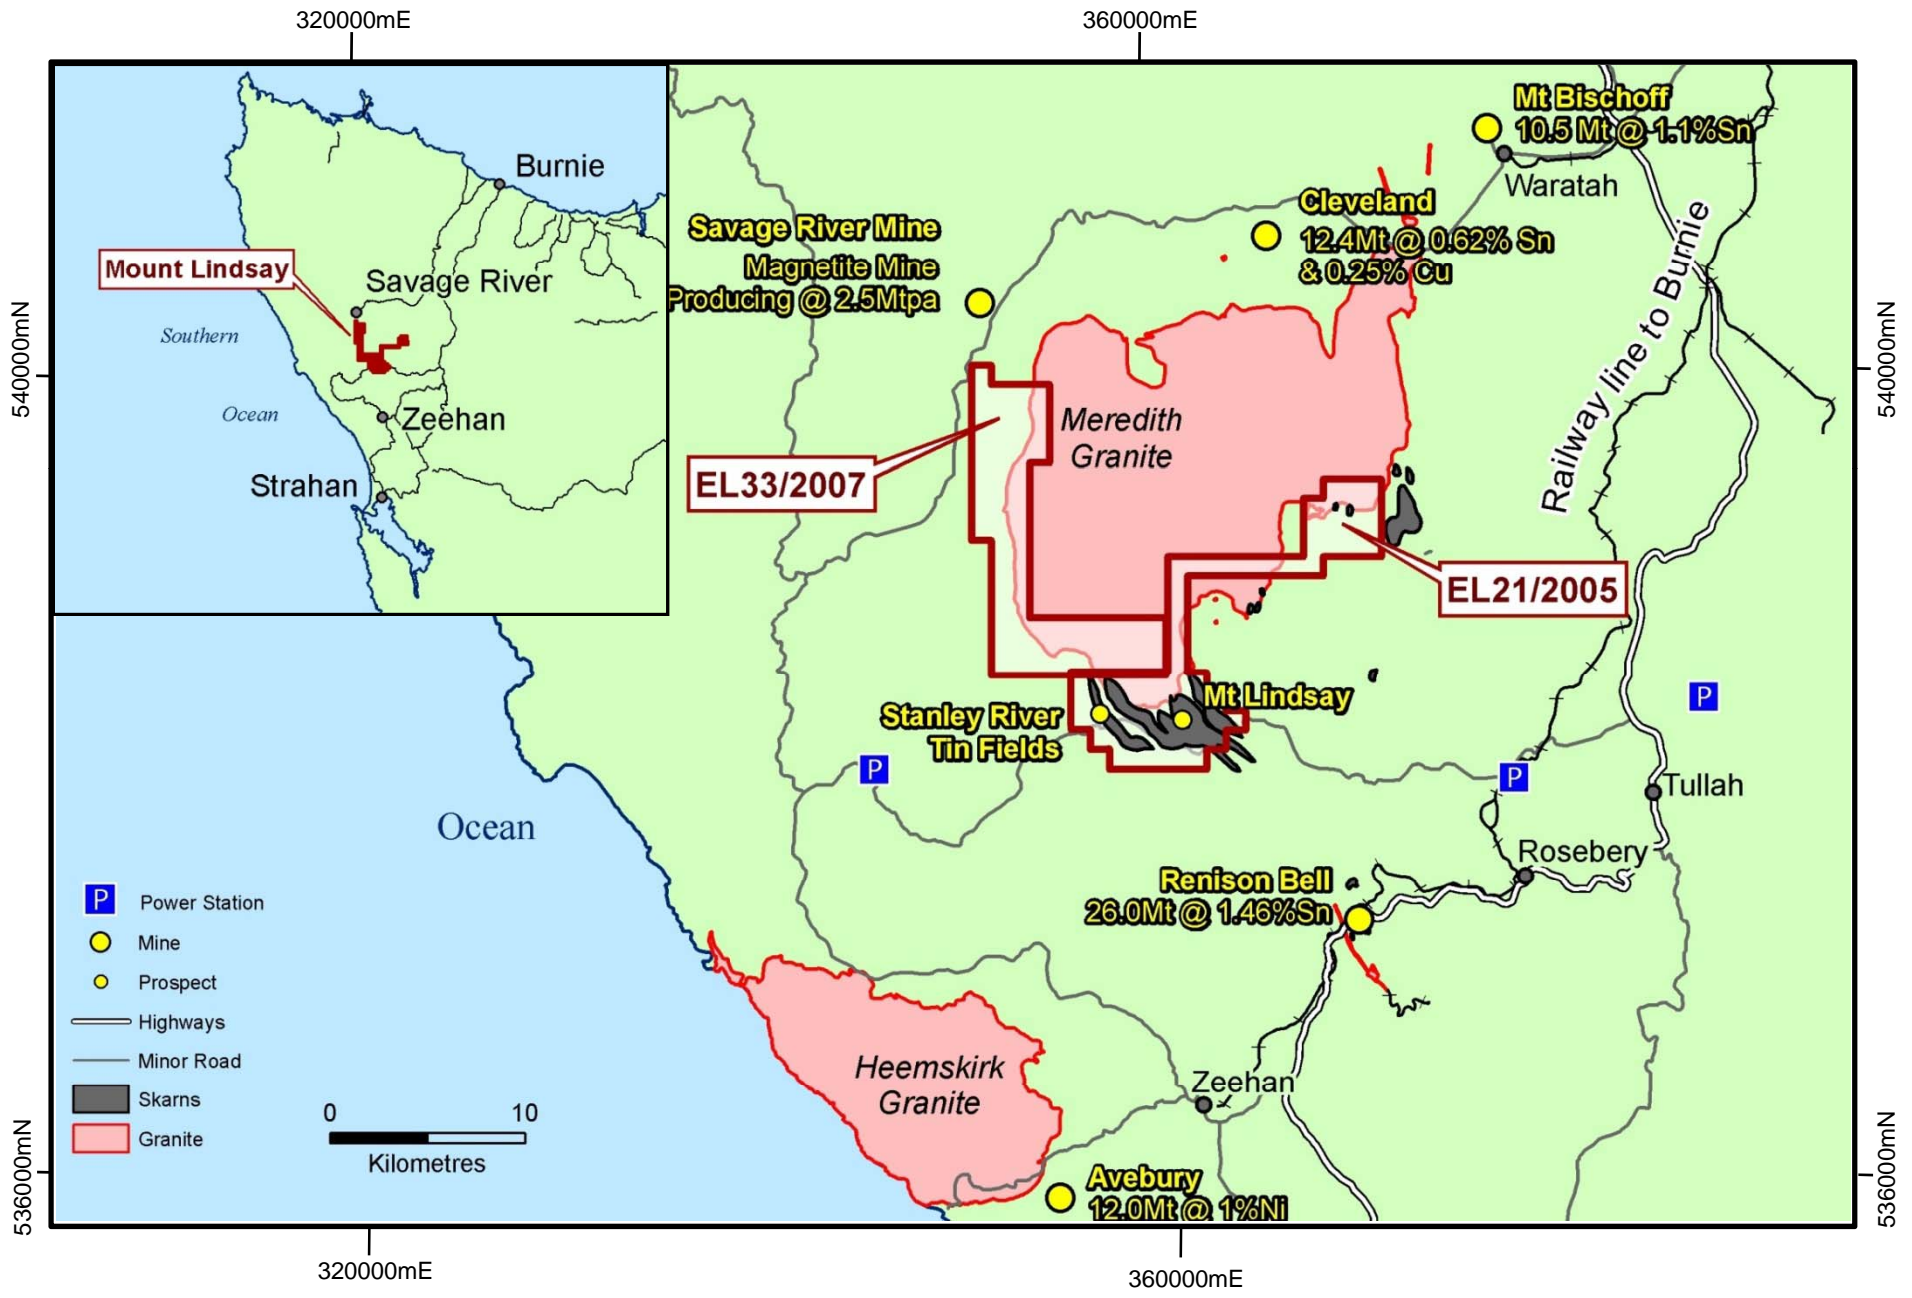 320000mE
360000mE
Mt Bischoff
10.5 Mt @ 1.1%Sn
Waratah
Burnie
Cleveland
12.4Mt @ 0.62% Sn
& 0.25% Cu
Savage River Mine
Magnetite Mine
Producing @ 2.5Mtpa
Mount Lindsay
Savage River
Southern
Ocean
Zeehan
Strahan
5400000mN
5400000mN
Railway line to Burnie
Meredith
Granite
EL33/2007
EL21/2005
Stanley River
Tin Fields
Mt Lindsay
P
P
P
Tullah
Ocean
Rosebery
Renison Bell
26.0Mt @ 1.46%Sn
P
Power Station
Mine
Prospect
Highways
Minor Road
Skarns
Granite
0
10
Kilometres
Heemskirk
Granite
Zeehan
Avebury
12.0Mt @ 1%Ni
536000mN
5360000mN
320000mE
360000mE